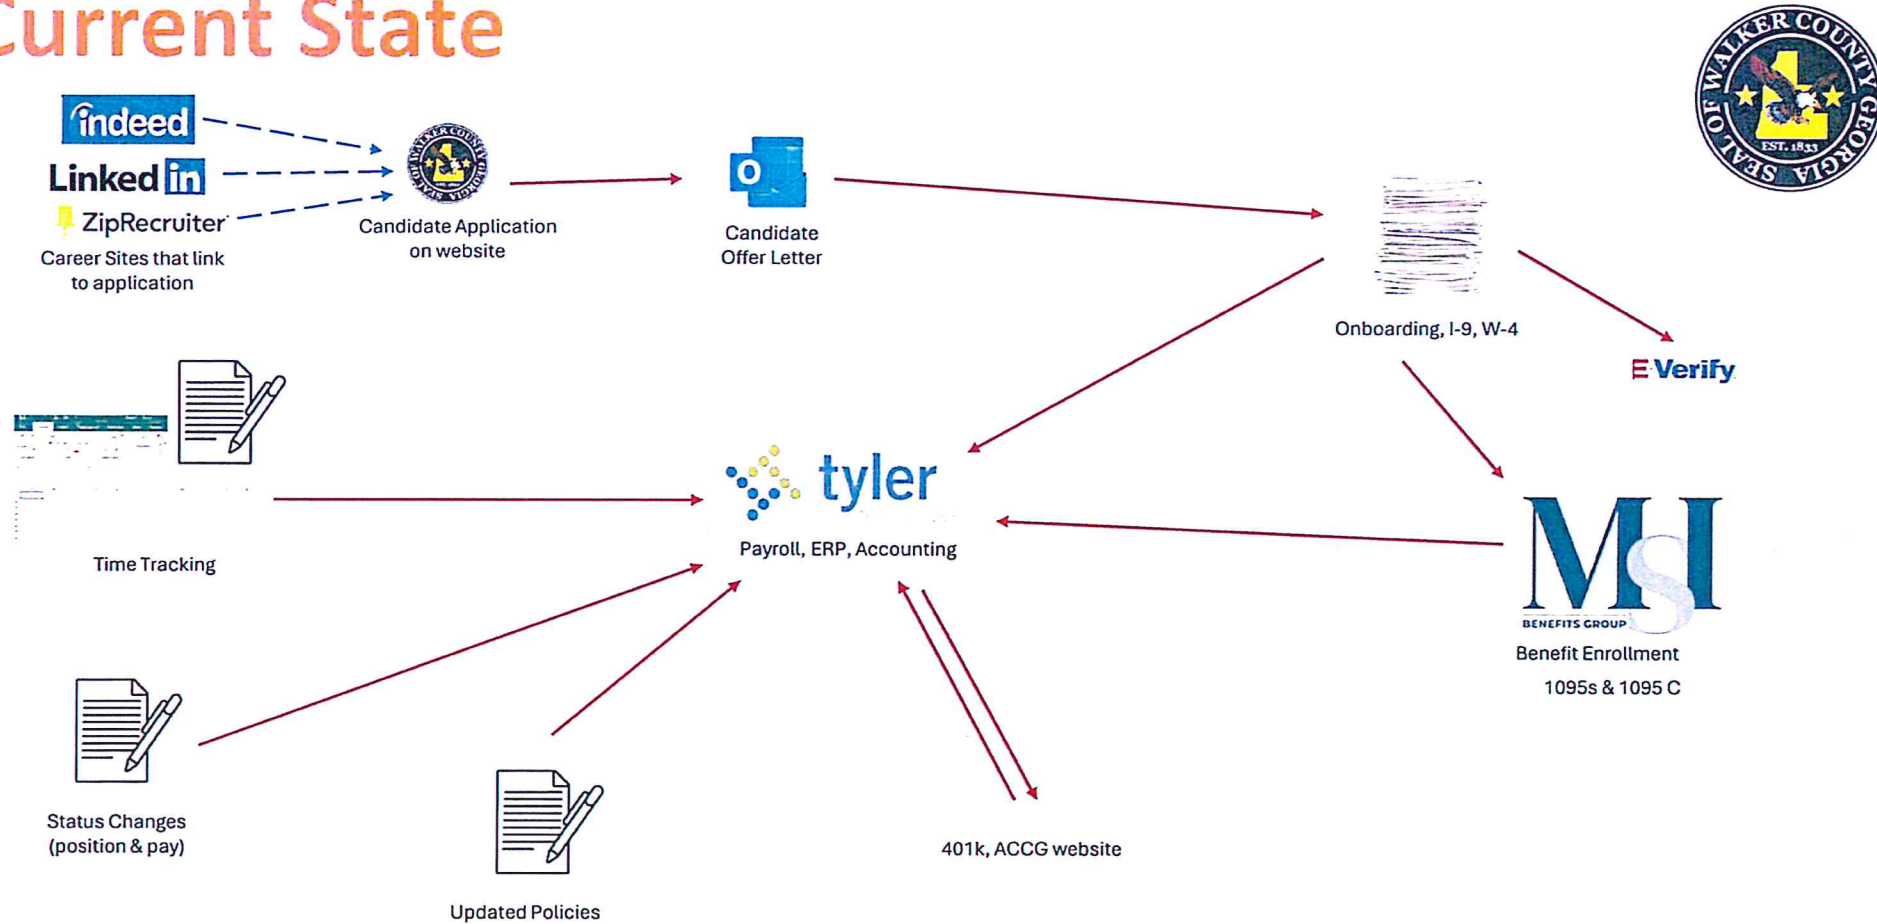 Current State
SEAL OF WALKER COUNTY GEORGIA
EST. 1833
indeed
LinkedIn
ZipRecruiter
Career Sites that link
to application
Candidate Application
on website
Candidate
Offer Letter
Onboarding, I-9, W-4
E-Verify
Time Tracking
tyler
Payroll, ERP, Accounting
MSI
BENEFITS GROUP
Benefit Enrollment
1095s & 1095 C
Status Changes
(position & pay)
Updated Policies
401k, ACCG website